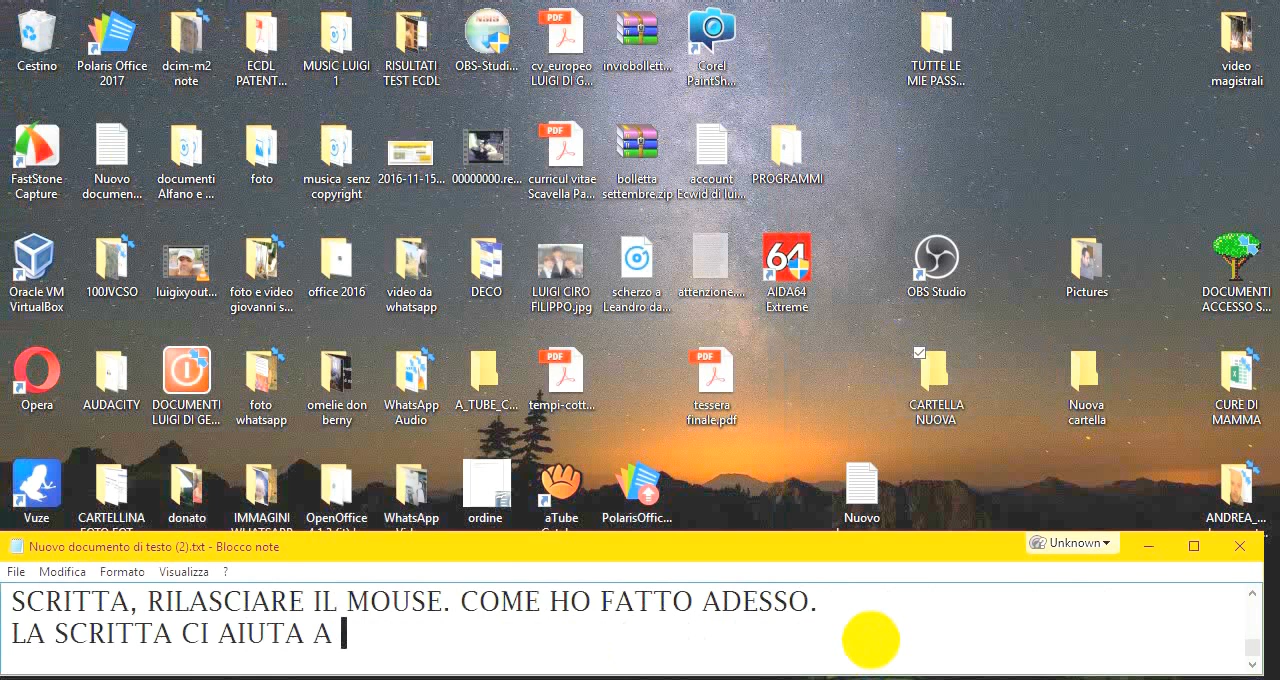 Cestino
Polaris Office
2017
dcim-m2
note
ECDL
PATENT...
MUSIC LUIGI
1
RISULTATI
TEST ECDL
OBS-Studi...
PDF
cv_europeo
LUIGI DI G...
inviobollett...
Corel
PaintSh...
TUTTE LE
MIE PASS...
video
magistrali
FastStone
Capture
Nuovo
documen...
documenti
Alfano e ...
foto
musica senz
copyright
2016-11-15...
00000000.re...
PDF
curricul vitae
Scavella Pa...
bolletta
settembre.zip
account
Ecwid di lui...
PROGRAMMI
Oracle VM
VirtualBox
100JVCSO
luigixyout...
foto e video
giovanni s...
office 2016
video da
whatsapp
DECO
LUIGI CIRO
FILIPPO.jpg
scherzo a
Leandro da...
attenzione....
64
AIDA64
Extreme
OBS Studio
Pictures
DOCUMENTI
ACCESSO S...
Opera
AUDACITY
DOCUMENTI
LUIGI DI GE...
foto
whatsapp
omelie don
berny
WhatsApp
Audio
A_TUBE_C...
PDF
tempi-cott...
PDF
tessera
finale.pdf
CARTELLA
NUOVA
Nuova
cartella
CURE DI
MAMMA
Vuze
CARTELLINA
donato
IMMAGINI
OpenOffice
WhatsApp
ordine
aTube
PolarisOffic...
Nuovo
ANDREA_...
Nuovo documento di testo (2).txt - Blocco note
Unknown
File Modifica Formato Visualizza ?
SCRITTA, RILASCIARE IL MOUSE. COME HO FATTO ADESSO.
LA SCRITTA CI AIUTA A